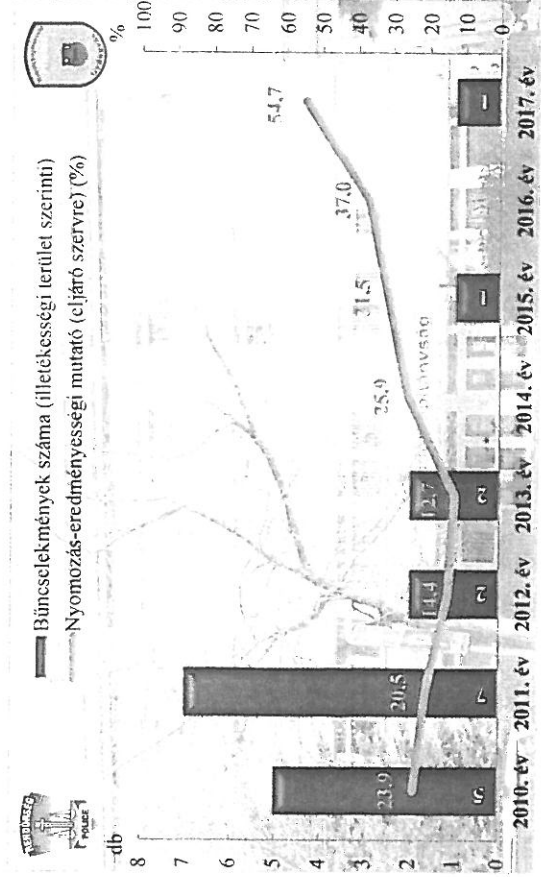 Bűncselekmények száma (illetékességi terület szerinti)
Nyomozás-eredményességi mutató (eljáró szervre) (%)
POLICE
db
%
8
7
6
5
4
3
2
1
0
100
90
80
70
60
50
40
30
20
10
0
23,9
20,5
14,4
12,7
25,9
31,5
37,0
54,7
5
7
2
2
1
1
2010. év
2011. év
2012. év
2013. év
2014. év
2015. év
2016. év
2017. év